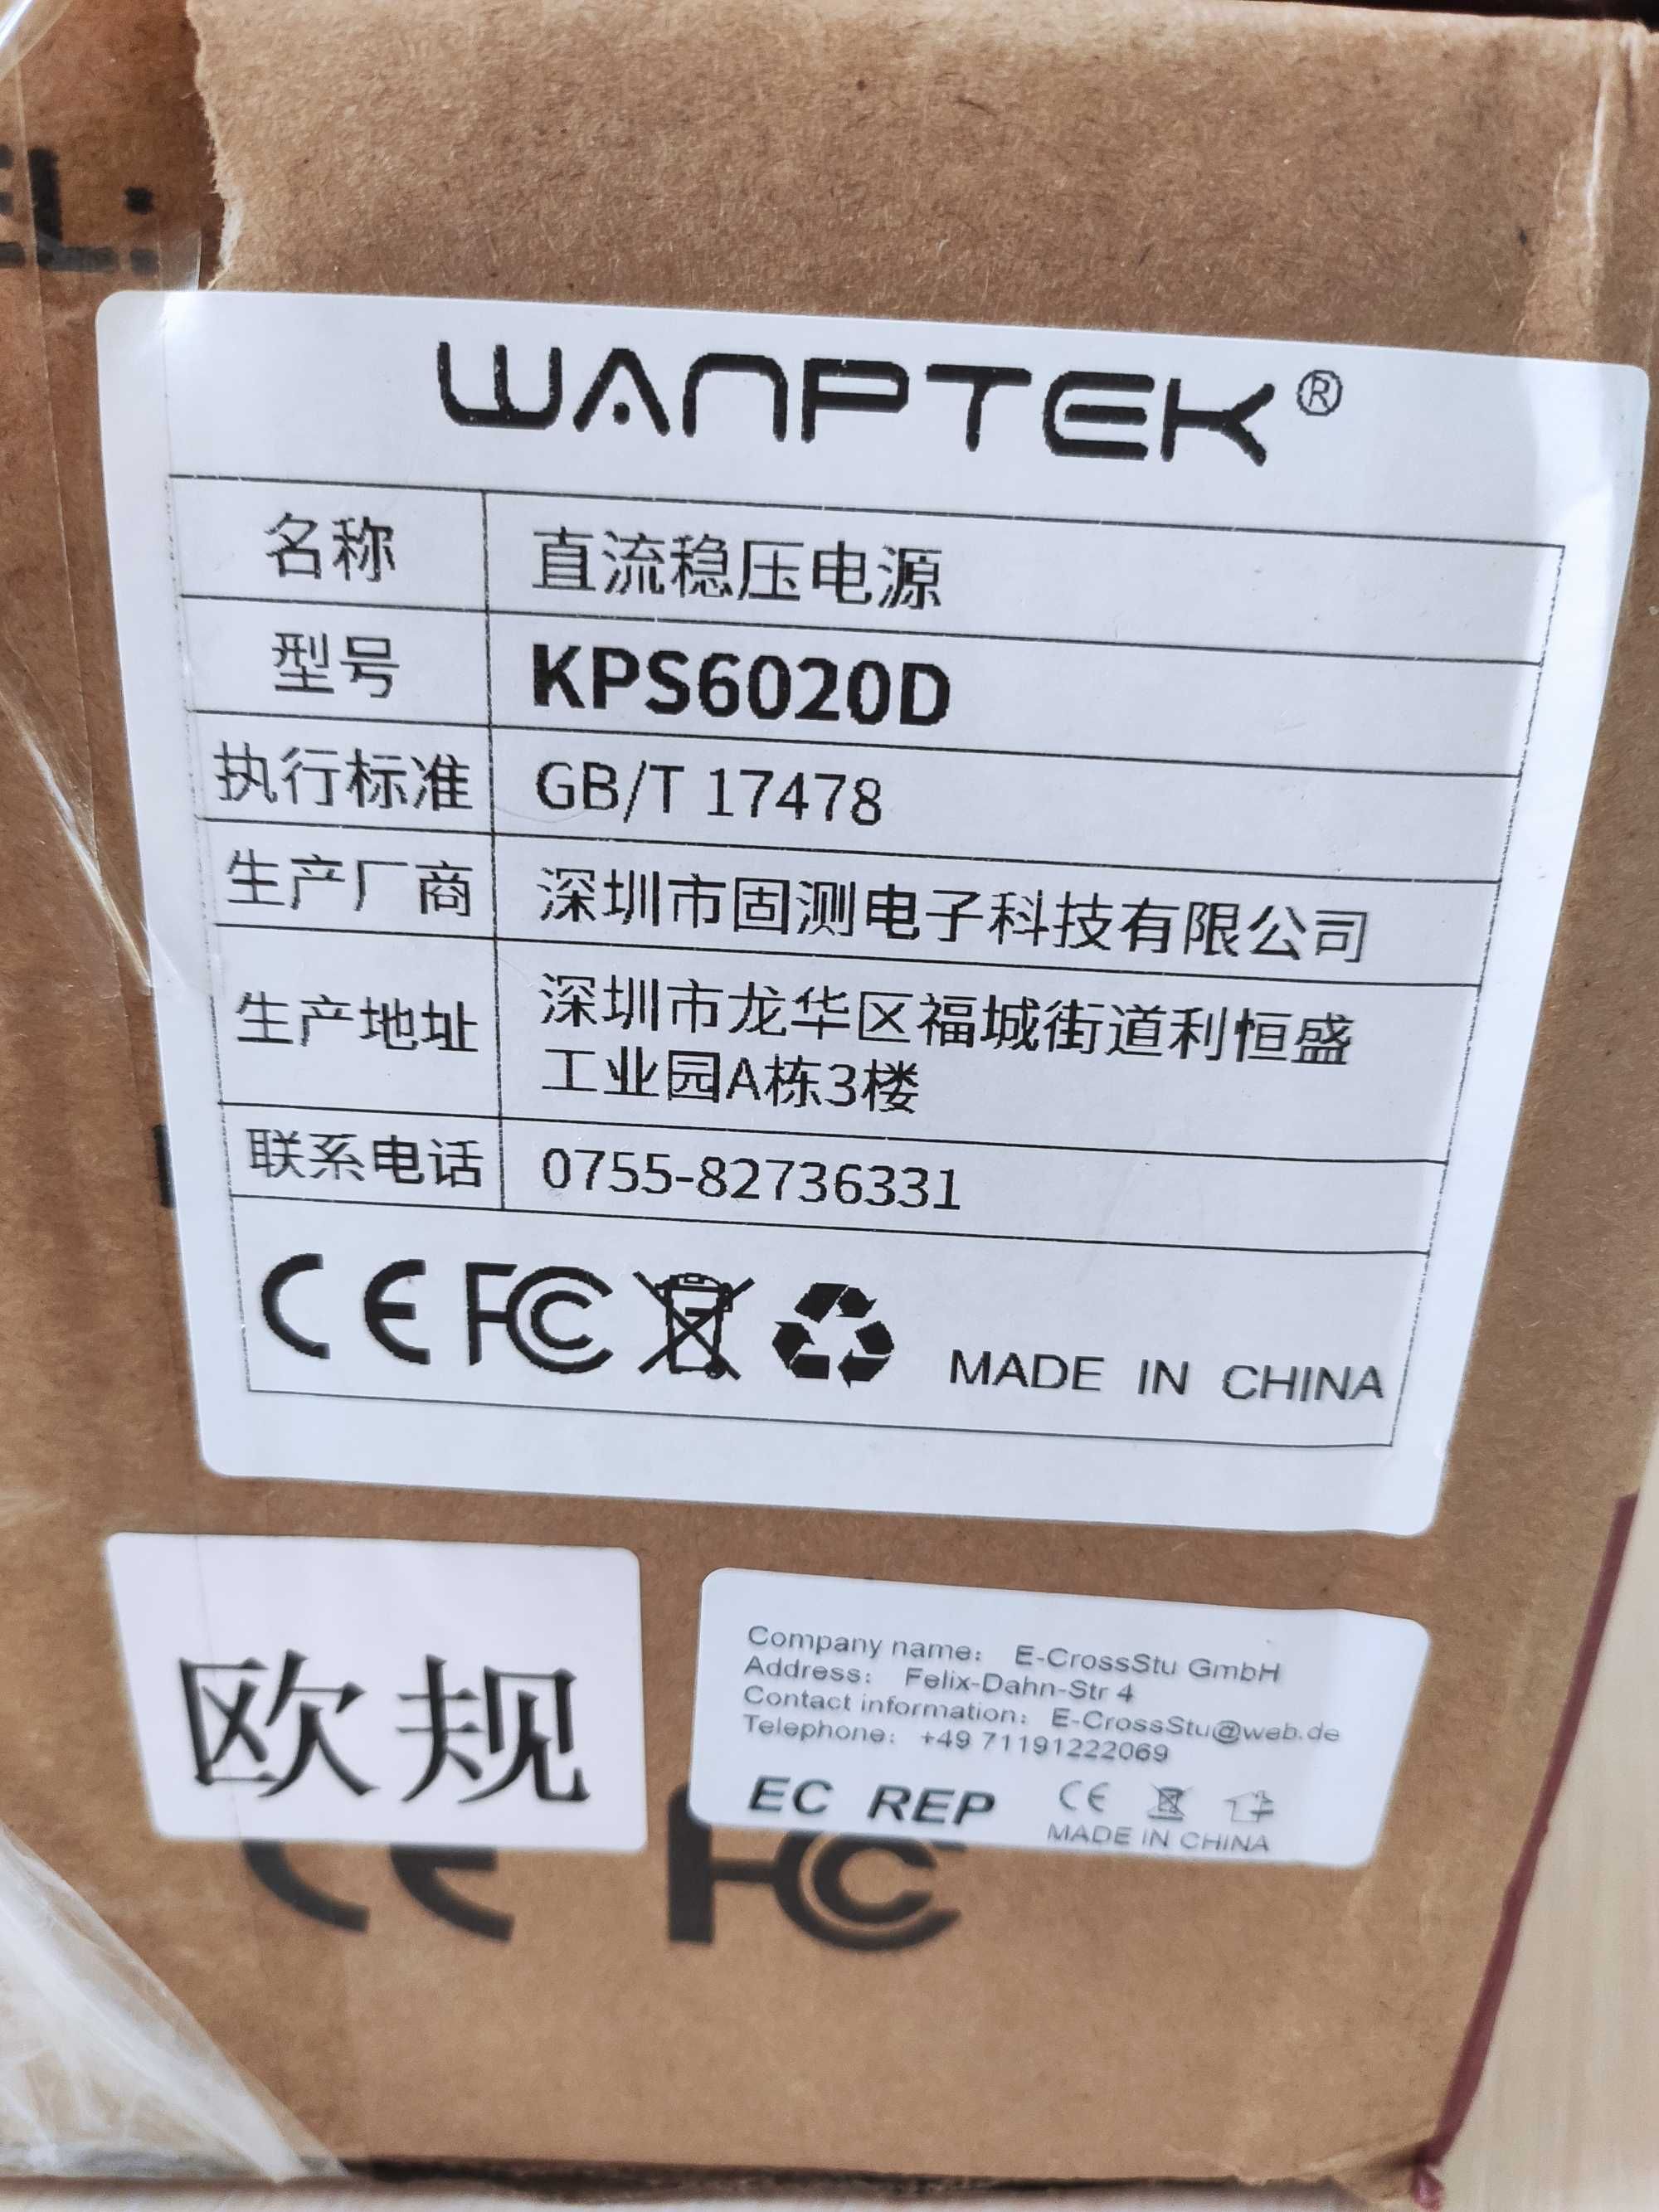 EL:
WANPTEK®
名称 直流稳压电源
型号 KPS6020D
执行标准 GB/T 17478
生产厂商 深圳市固测电子科技有限公司
生产地址 深圳市龙华区福城街道利恒盛
工业园A栋3楼
联系电话 0755-82736331
CE FC MADE IN CHINA
欧规
Company name: E-CrossStu GmbH
Address: Felix-Dahn-Str 4
Contact information: E-CrossStu@web.de
Telephone: +49 71191222069
EC REP CE
MADE IN CHINA
CE FC